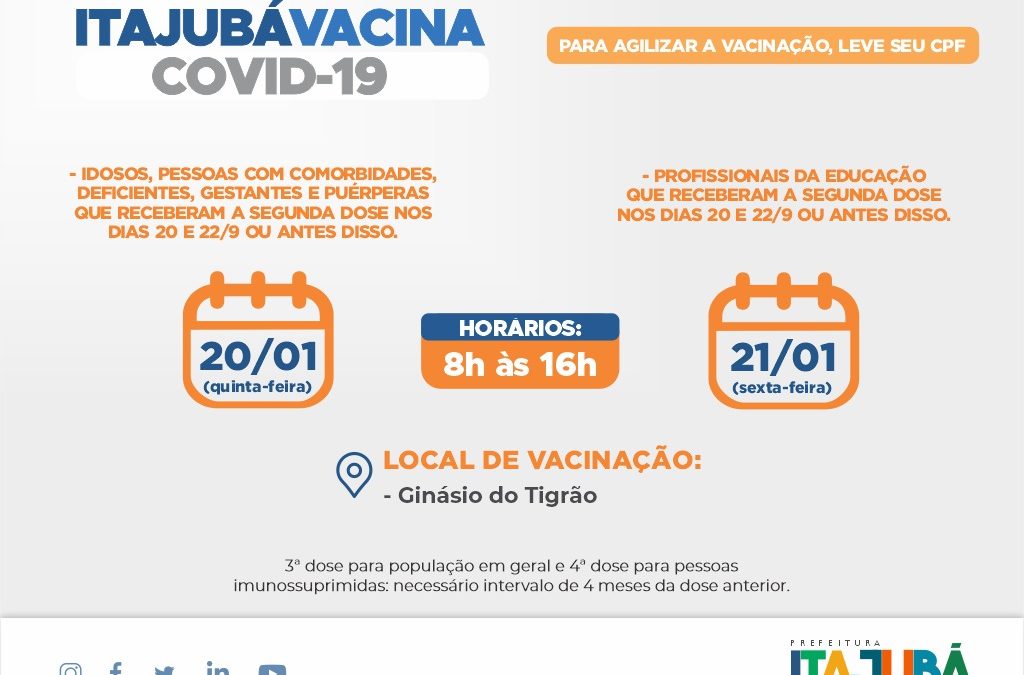 ITAJUBÁVACINA
COVID-19
PARA AGILIZAR A VACINAÇÃO, LEVE SEU CPF
- IDOSOS, PESSOAS COM COMORBIDADES,
DEFICIENTES, GESTANTES E PUÉRPERAS
QUE RECEBERAM A SEGUNDA DOSE NOS
DIAS 20 E 22/9 OU ANTES DISSO.
- PROFISSIONAIS DA EDUCAÇÃO
QUE RECEBERAM A SEGUNDA DOSE
NOS DIAS 20 E 22/9 OU ANTES DISSO.
20/01
(quinta-feira)
HORÁRIOS:
8h às 16h
21/01
(sexta-feira)
LOCAL DE VACINAÇÃO:
- Ginásio do Tigrão
3ª dose para população em geral e 4ª dose para pessoas
imunossuprimidas: necessário intervalo de 4 meses da dose anterior.
PREFEITURA
ITAJUBÁ